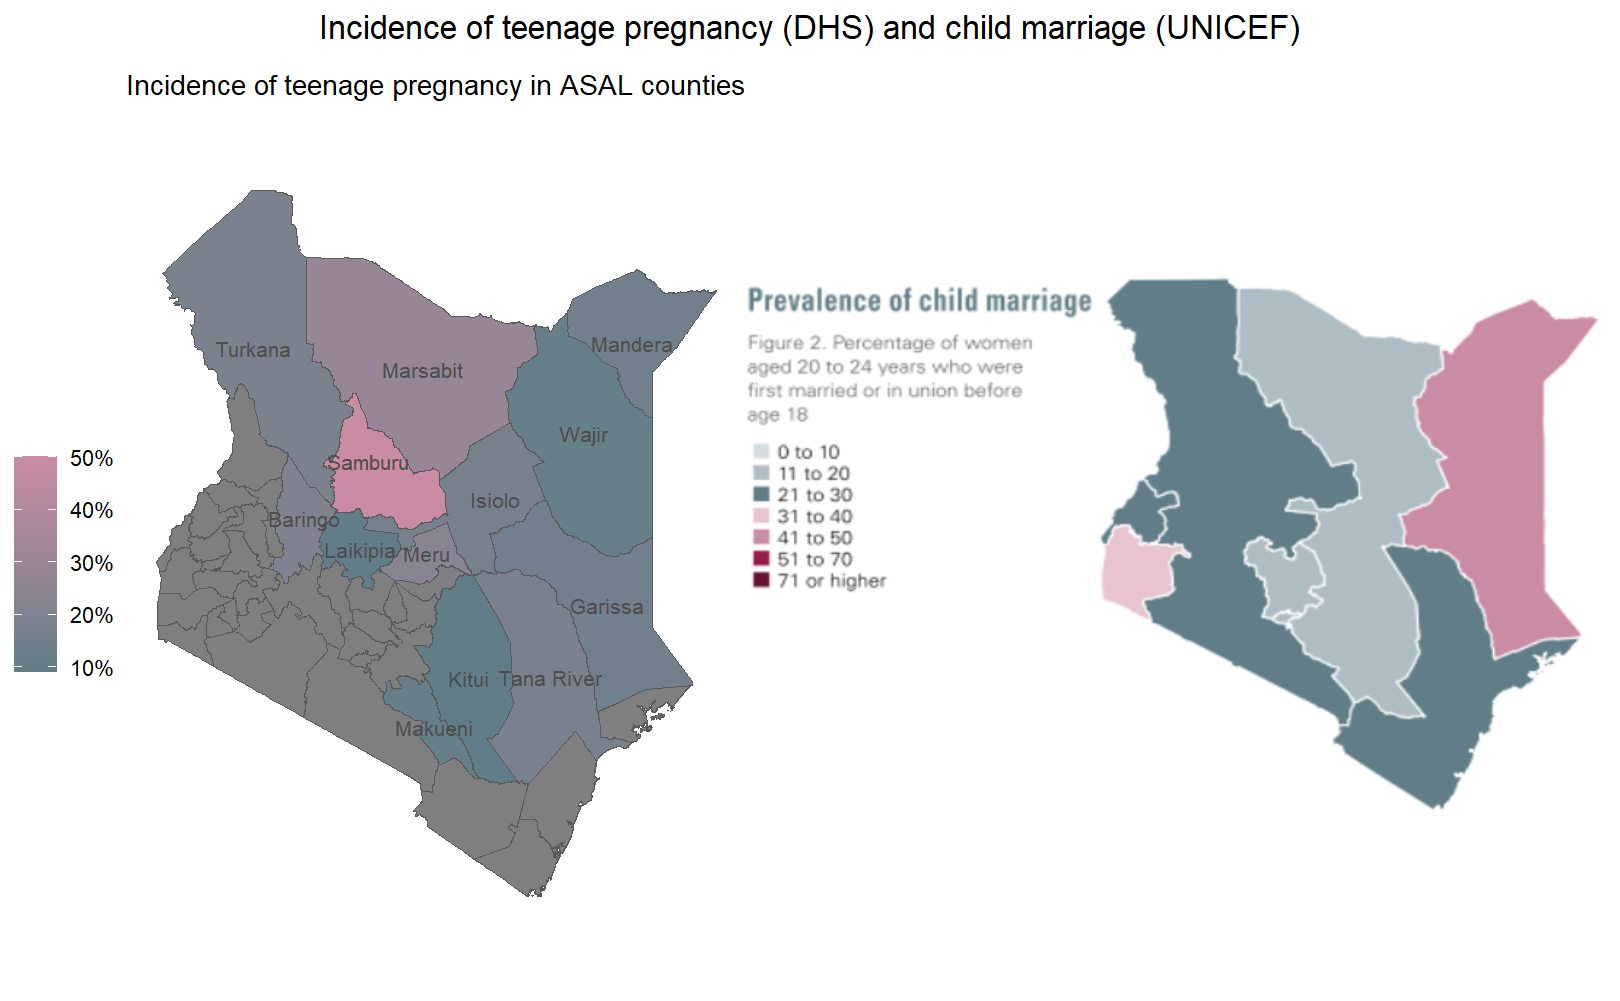 Incidence of teenage pregnancy (DHS) and child marriage (UNICEF)
Incidence of teenage pregnancy in ASAL counties
Turkana
Marsabit
Mandera
Wajir
Samburu
Isiolo
Baringo
Laikipia
Meru
Garissa
Kitui
Tana River
Makueni
50%
40%
30%
20%
10%
Prevalence of child marriage
Figure 2. Percentage of women
aged 20 to 24 years who were
first married or in union before
age 18
0 to 10
11 to 20
21 to 30
31 to 40
41 to 50
51 to 70
71 or higher